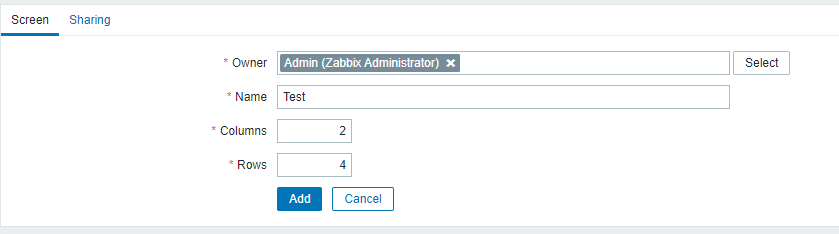 Screen Sharing
* Owner Admin (Zabbix Administrator) × Select
* Name Test
* Columns 2
* Rows 4
Add Cancel